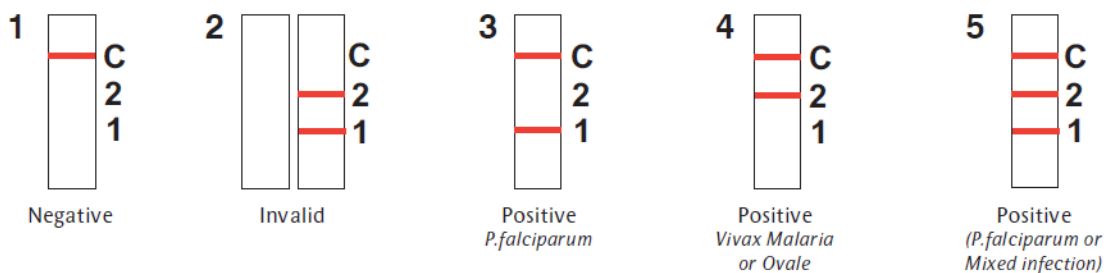 1
C
2
1
Negative
2
C
2
1
Invalid
3
C
2
1
Positive
P.falciparum
4
C
2
1
Positive
Vivax Malaria
or Ovale
5
C
2
1
Positive
(P.falciparum or
Mixed infection)